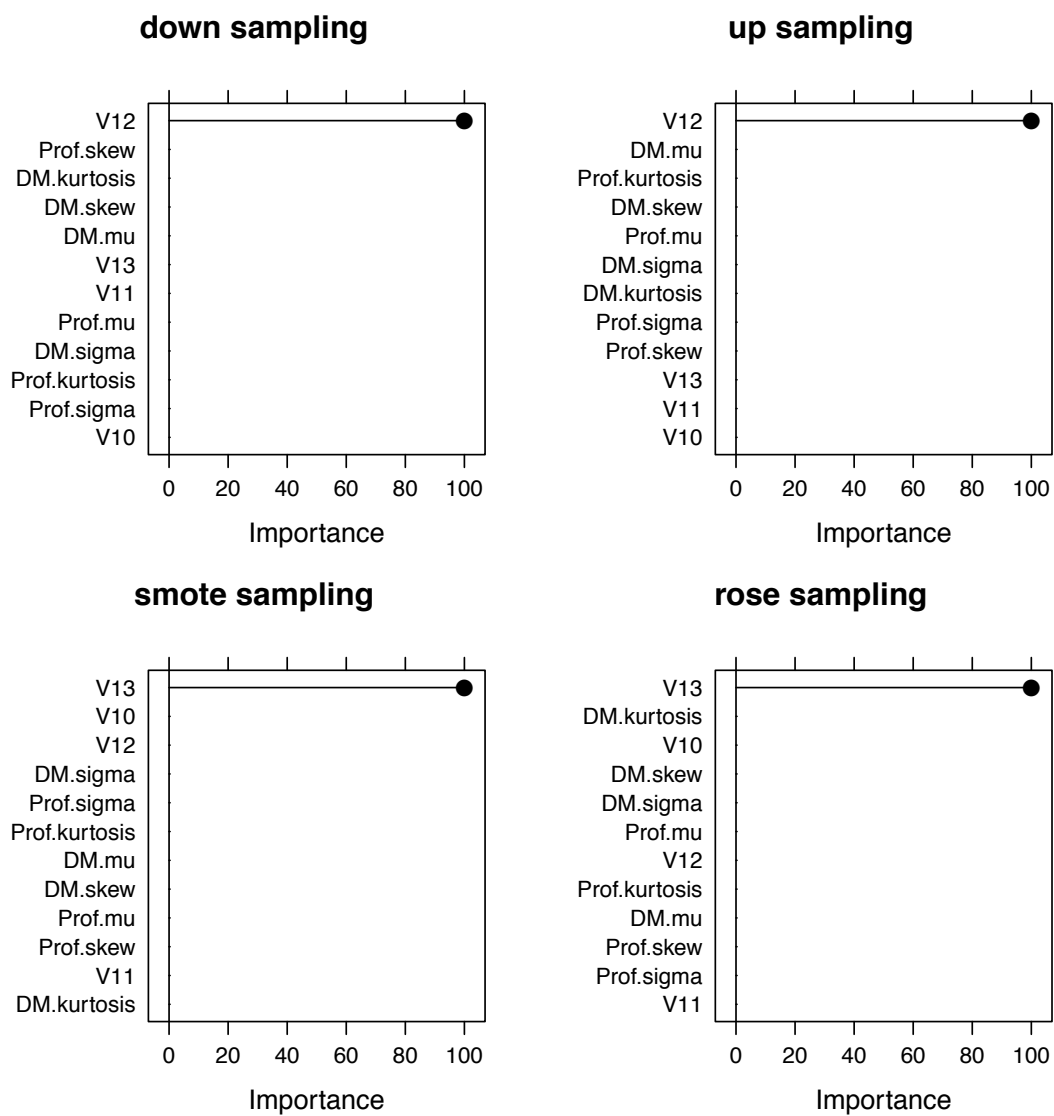 down sampling
V12
Prof.skew
DM.kurtosis
DM.skew
DM.mu
V13
V11
Prof.mu
DM.sigma
Prof.kurtosis
Prof.sigma
V10
0 20 40 60 80 100
Importance
up sampling
V12
DM.mu
Prof.kurtosis
DM.skew
Prof.mu
DM.sigma
DM.kurtosis
Prof.sigma
Prof.skew
V13
V11
V10
0 20 40 60 80 100
Importance
smote sampling
V13
V10
V12
DM.sigma
Prof.sigma
Prof.kurtosis
DM.mu
DM.skew
Prof.mu
Prof.skew
V11
DM.kurtosis
0 20 40 60 80 100
Importance
rose sampling
V13
DM.kurtosis
V10
DM.skew
DM.sigma
Prof.mu
V12
Prof.kurtosis
DM.mu
Prof.skew
Prof.sigma
V11
0 20 40 60 80 100
Importance